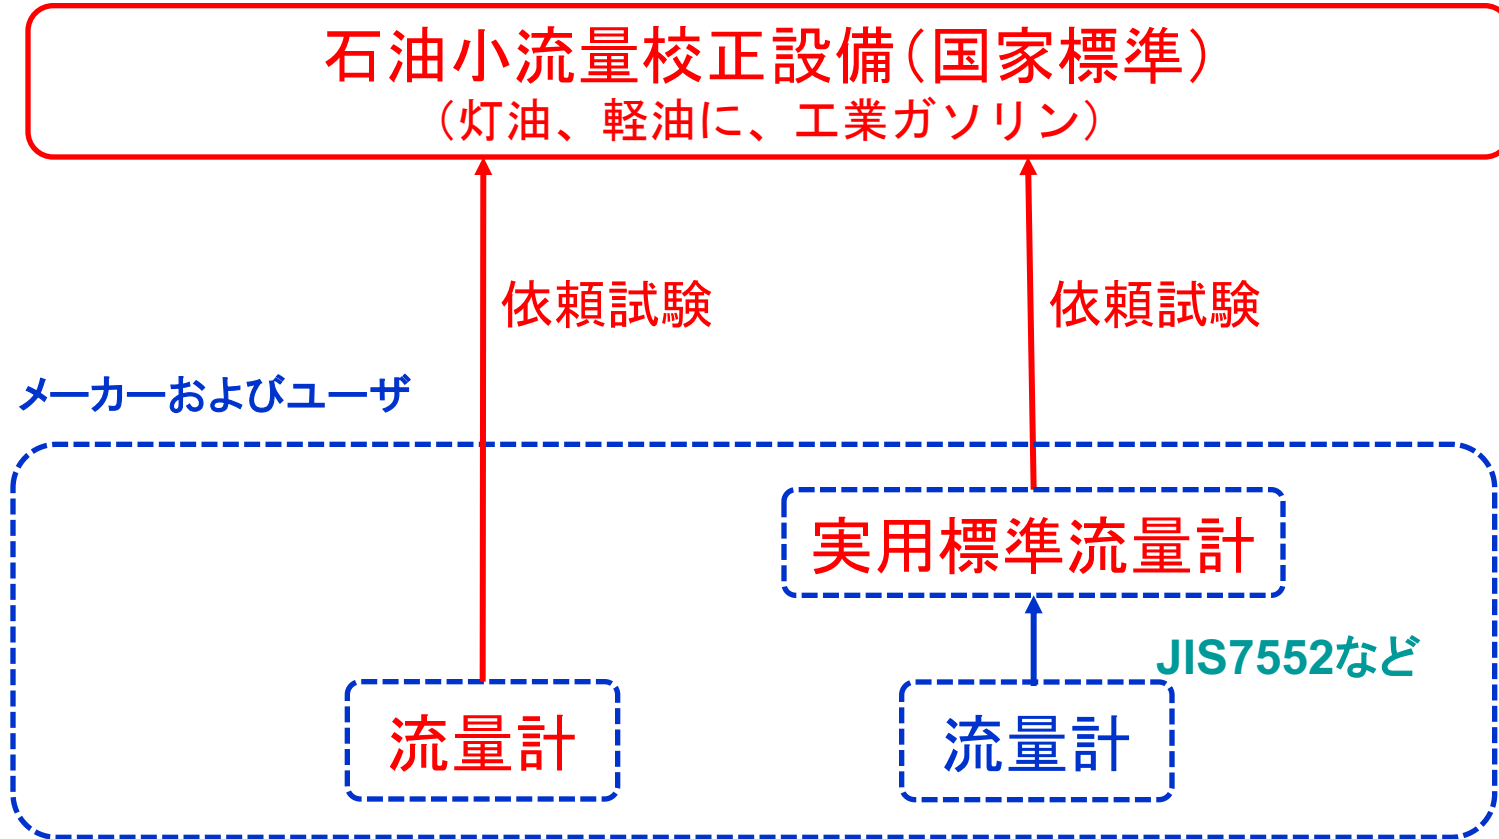 石油小流量校正設備（国家標準）
（灯油、軽油に、工業ガソリン）
依頼試験
依頼試験
メーカーおよびユーザ
実用標準流量計
JIS7552など
流量計
流量計